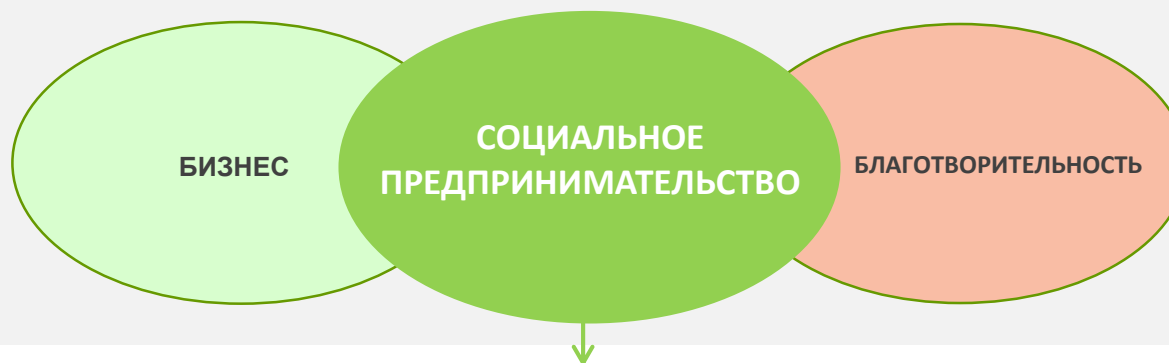 БИЗНЕС
СОЦИАЛЬНОЕ
ПРЕДПРИНИМАТЕЛЬСТВО
БЛАГОТВОРИТЕЛЬНОСТЬ